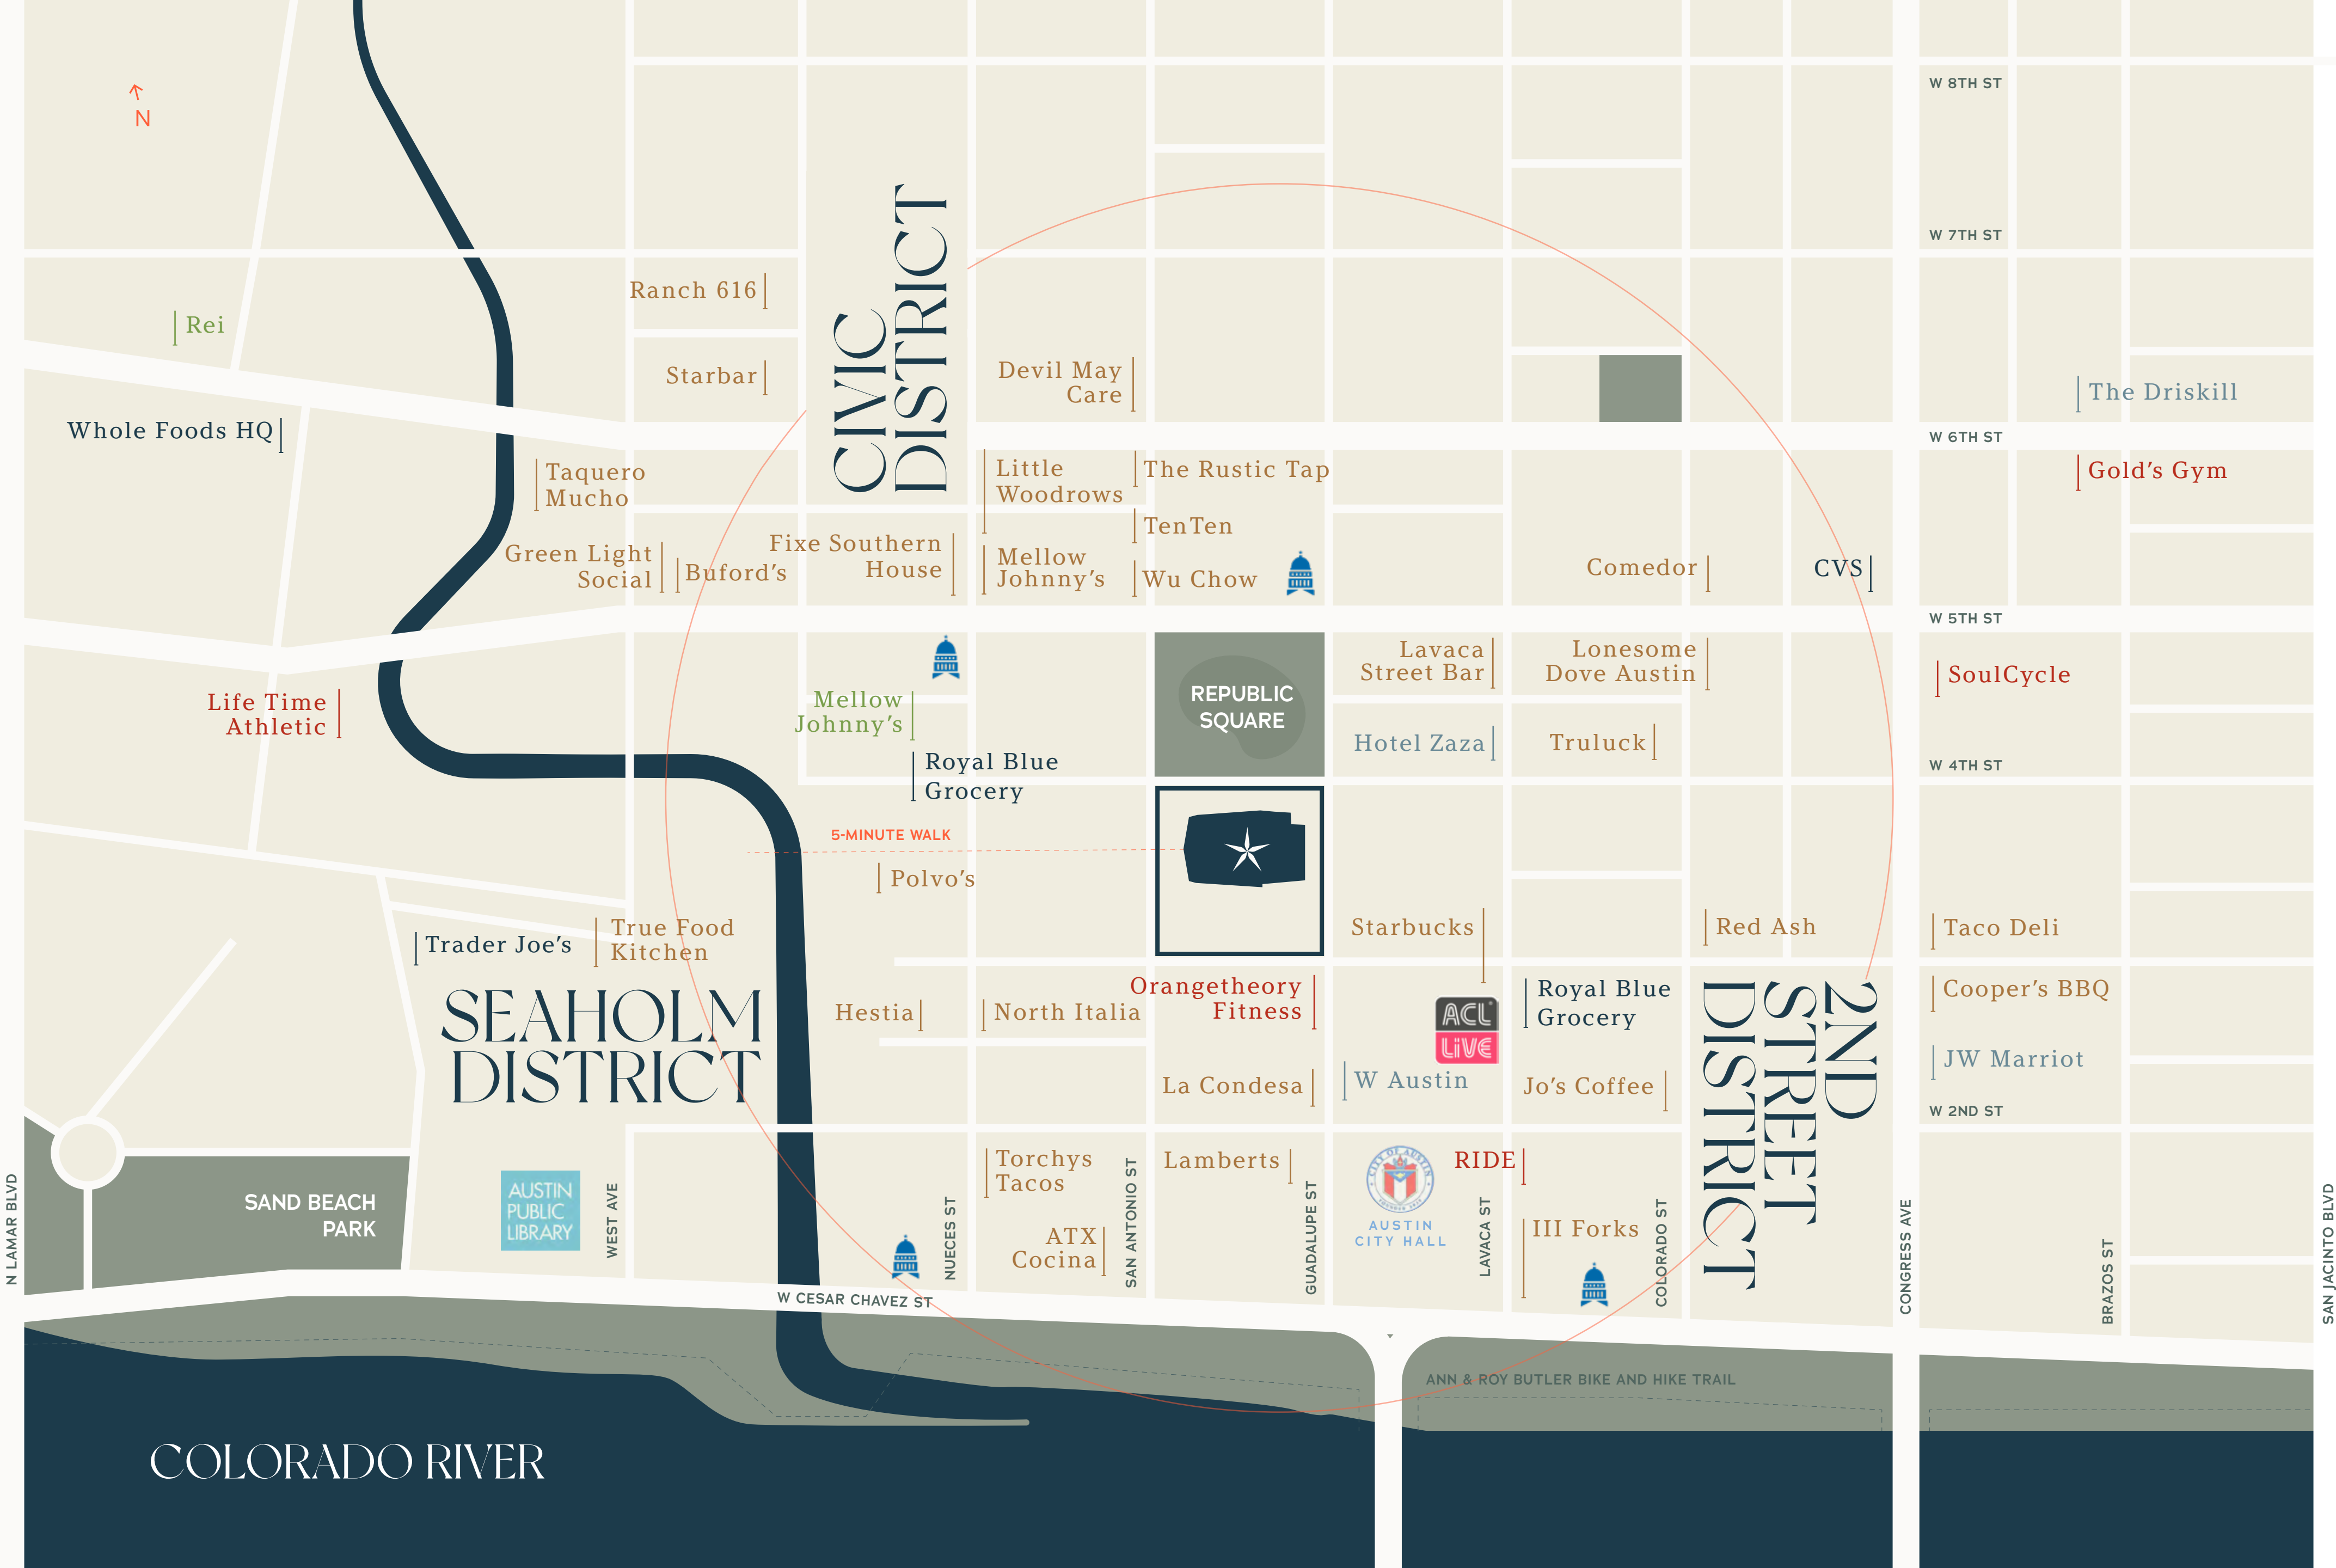 W 8TH ST
N
CIVIC
DISTRICT
W 7TH ST
Ranch 616
Rei
Starbar
Devil May
Care
The Driskill
Whole Foods HQ
W 6TH ST
Taquero
Mucho
Little
Woodrows
The Rustic Tap
Gold's Gym
TenTen
Green Light
Social
Buford's
Fixe Southern
House
Mellow
Johnny's
Wu Chow
Comedor
CVS
W 5TH ST
Life Time
Athletic
Mellow
Johnny's
REPUBLIC
SQUARE
Lavaca
Street Bar
Lonesome
Dove Austin
SoulCycle
Royal Blue
Grocery
Hotel Zaza
Truluck
W 4TH ST
5-MINUTE WALK
Polvo's
Trader Joe's
True Food
Kitchen
Starbucks
Red Ash
Taco Deli
SEAHOLM
DISTRICT
Hestia
North Italia
Orangetheory
Fitness
ACL
LIVE
Royal Blue
Grocery
2ND
STREET
DISTRICT
Cooper's BBQ
La Condesa
W Austin
Jo's Coffee
JW Marriot
W 2ND ST
SAND BEACH
PARK
AUSTIN
PUBLIC
LIBRARY
Torchys
Tacos
Lamberts
CITY OF AUSTIN
AUSTIN
CITY HALL
RIDE
ATX
Cocina
III Forks
N LAMAR BLVD
WEST AVE
NUECES ST
SAN ANTONIO ST
GUADALUPE ST
LAVACA ST
COLORADO ST
CONGRESS AVE
BRAZOS ST
SAN JACINTO BLVD
W CESAR CHAVEZ ST
ANN & ROY BUTLER BIKE AND HIKE TRAIL
COLORADO RIVER